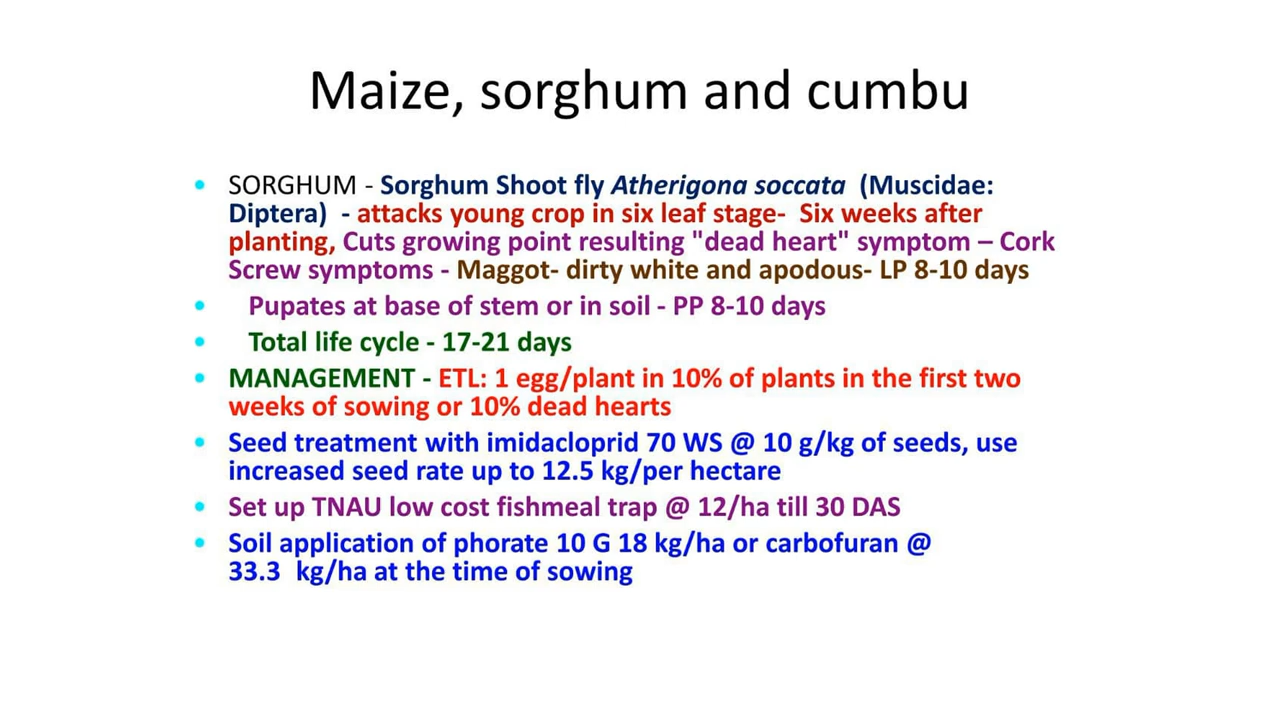 Maize, sorghum and cumbu
• SORGHUM - Sorghum Shoot fly Atherigona soccata (Muscidae:
Diptera) - attacks young crop in six leaf stage- Six weeks after
planting, Cuts growing point resulting "dead heart" symptom – Cork
Screw symptoms - Maggot- dirty white and apodous- LP 8-10 days
• Pupates at base of stem or in soil - PP 8-10 days
• Total life cycle - 17-21 days
• MANAGEMENT - ETL: 1 egg/plant in 10% of plants in the first two
weeks of sowing or 10% dead hearts
• Seed treatment with imidacloprid 70 WS @ 10 g/kg of seeds, use
increased seed rate up to 12.5 kg/per hectare
• Set up TNAU low cost fishmeal trap @ 12/ha till 30 DAS
• Soil application of phorate 10 G 18 kg/ha or carbofuran @
33.3 kg/ha at the time of sowing